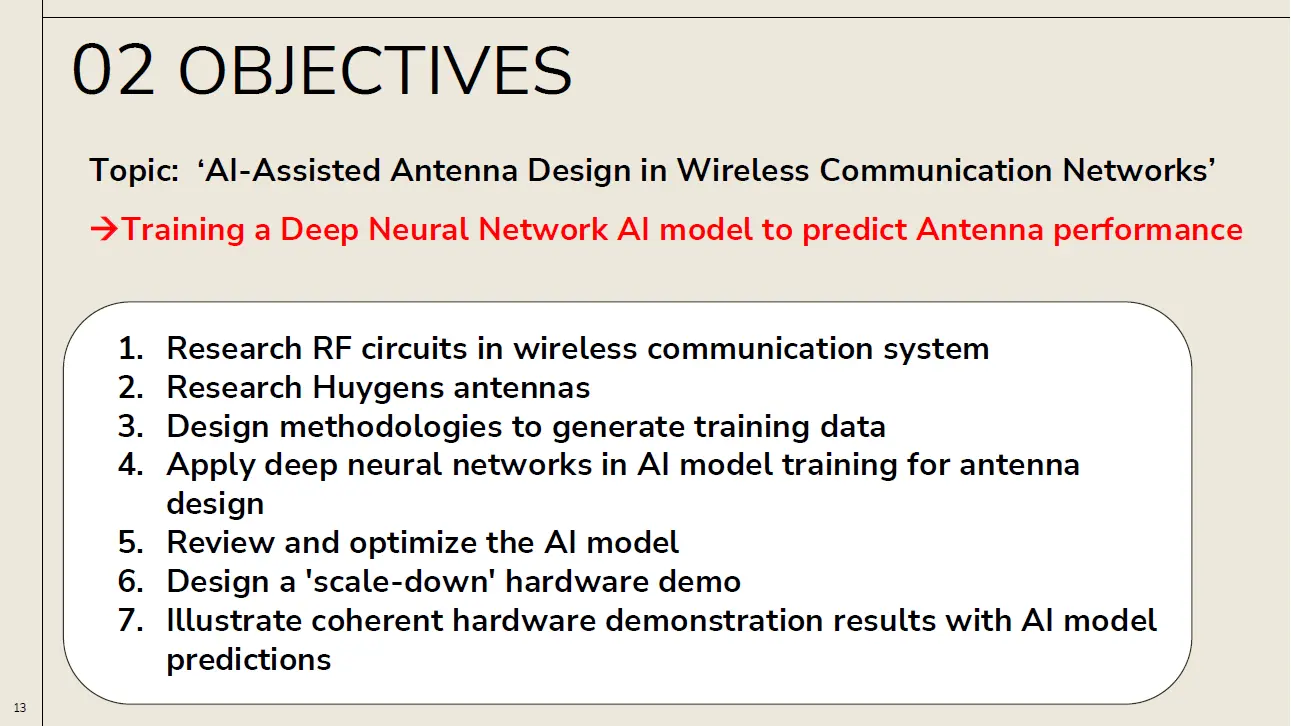 02 OBJECTIVES
Topic:  ‘AI-Assisted Antenna Design in Wireless Communication Networks’
→Training a Deep Neural Network AI model to predict Antenna performance
1. Research RF circuits in wireless communication system
2. Research Huygens antennas
3. Design methodologies to generate training data
4. Apply deep neural networks in AI model training for antenna
design
5. Review and optimize the AI model
6. Design a 'scale-down' hardware demo
7. Illustrate coherent hardware demonstration results with AI model
predictions
13